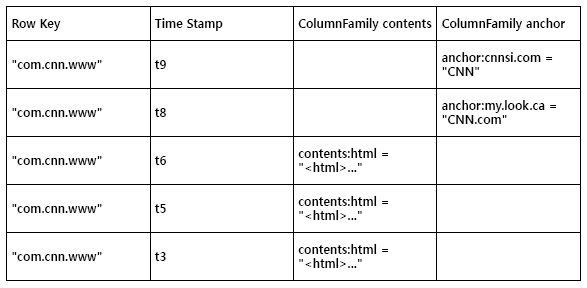 Row Key Time Stamp ColumnFamily contents ColumnFamily anchor
"com.cnn.www" t9 anchor:cnnsi.com =
"CNN"
"com.cnn.www" t8 anchor:my.look.ca =
"CNN.com"
"com.cnn.www" t6 contents:html =
"<html>..."
"com.cnn.www" t5 contents:html =
"<html>..."
"com.cnn.www" t3 contents:html =
"<html>..."